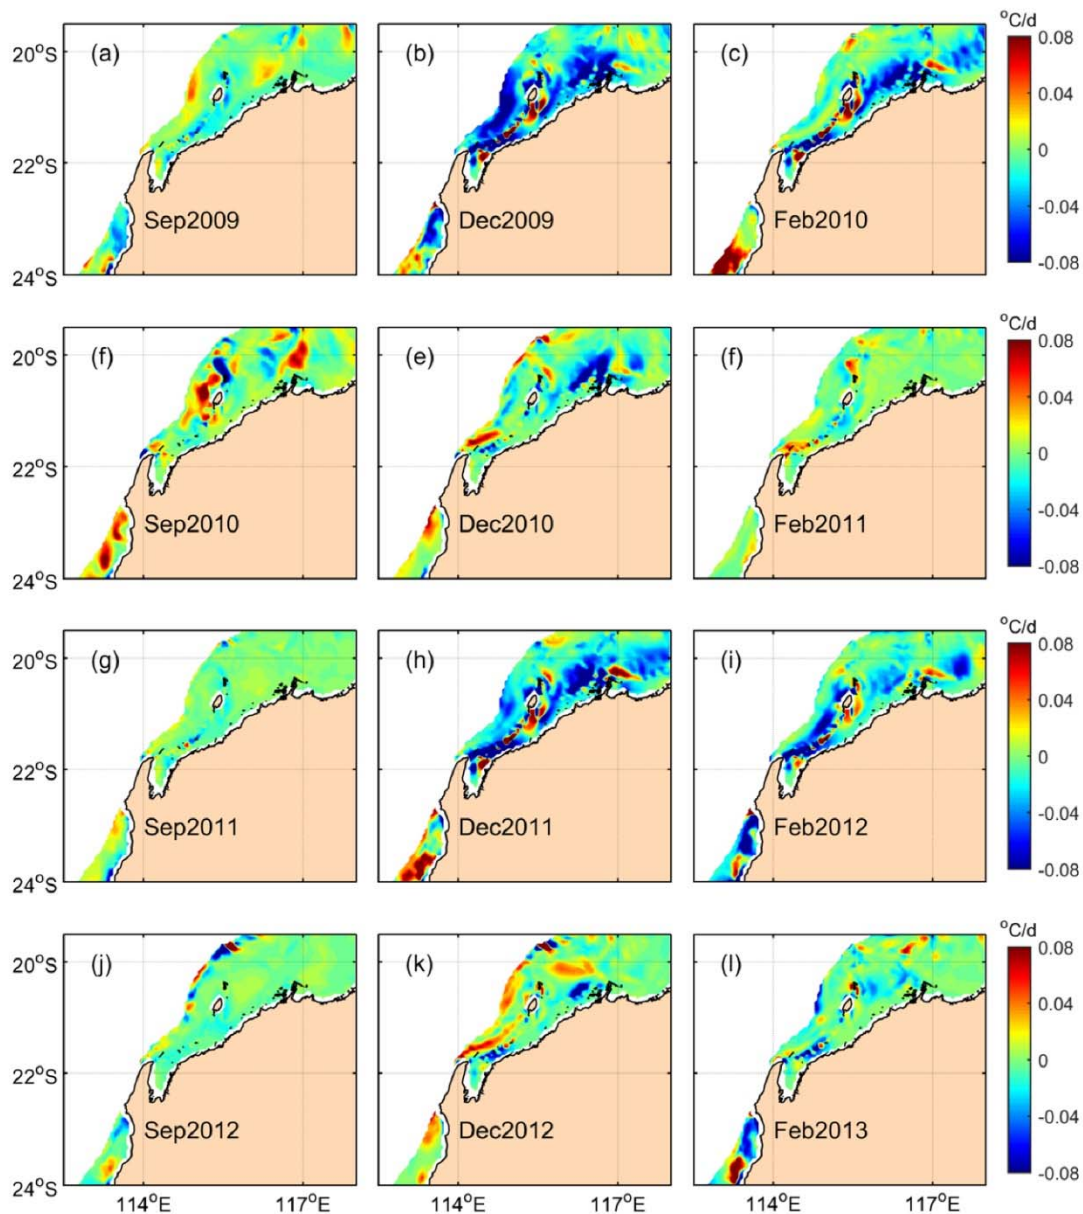 °C/d
20°S (a) (b) (c) 0.08
0.04
22°S 0
Sep2009 Dec2009 Feb2010 -0.04
24°S -0.08
°C/d
20°S (f) (e) (f) 0.08
0.04
22°S 0
Sep2010 Dec2010 Feb2011 -0.04
24°S -0.08
°C/d
20°S (g) (h) (i) 0.08
0.04
22°S 0
Sep2011 Dec2011 Feb2012 -0.04
24°S -0.08
°C/d
20°S (j) (k) (l) 0.08
0.04
22°S 0
Sep2012 Dec2012 Feb2013 -0.04
24°S -0.08
114°E 117°E 114°E 117°E 114°E 117°E